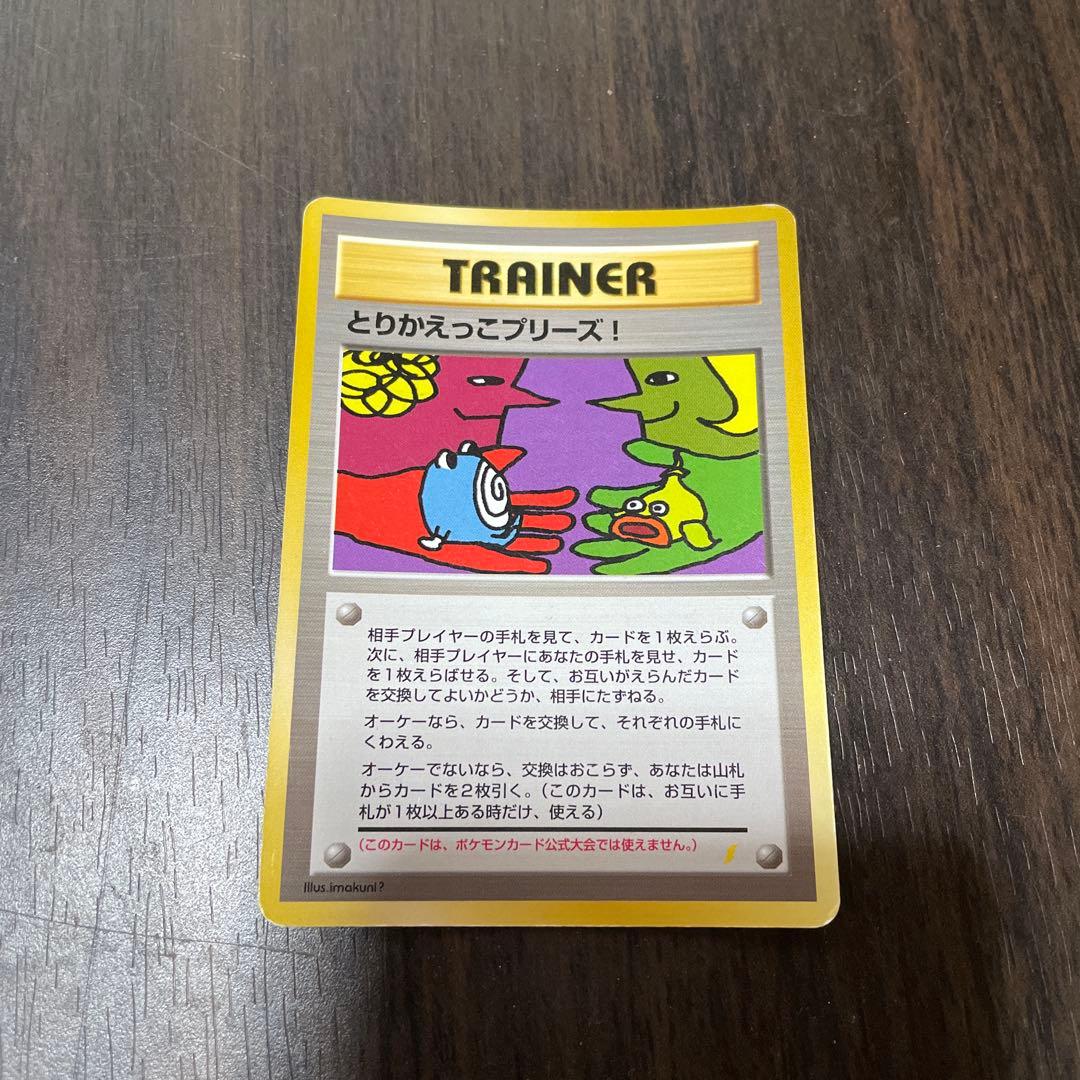 TRAINER
とりかえっこプリーズ！
相手プレイヤーの手札を見て、カードを1枚えらぶ。
次に、相手プレイヤーにあなたの手札を見せ、カード
を1枚えらばせる。そして、お互いがえらんだカード
を交換してよいかどうか、相手にたずねる。
オーケーなら、カードを交換して、それぞれの手札に
くわえる。
オーケーでないなら、交換はおこらず、あなたは山札
からカードを2枚引く。（このカードは、お互いに手
札が1枚以上ある時だけ、使える）
（このカードは、ポケモンカード公式大会では使えません。）
Illus.imakuni?